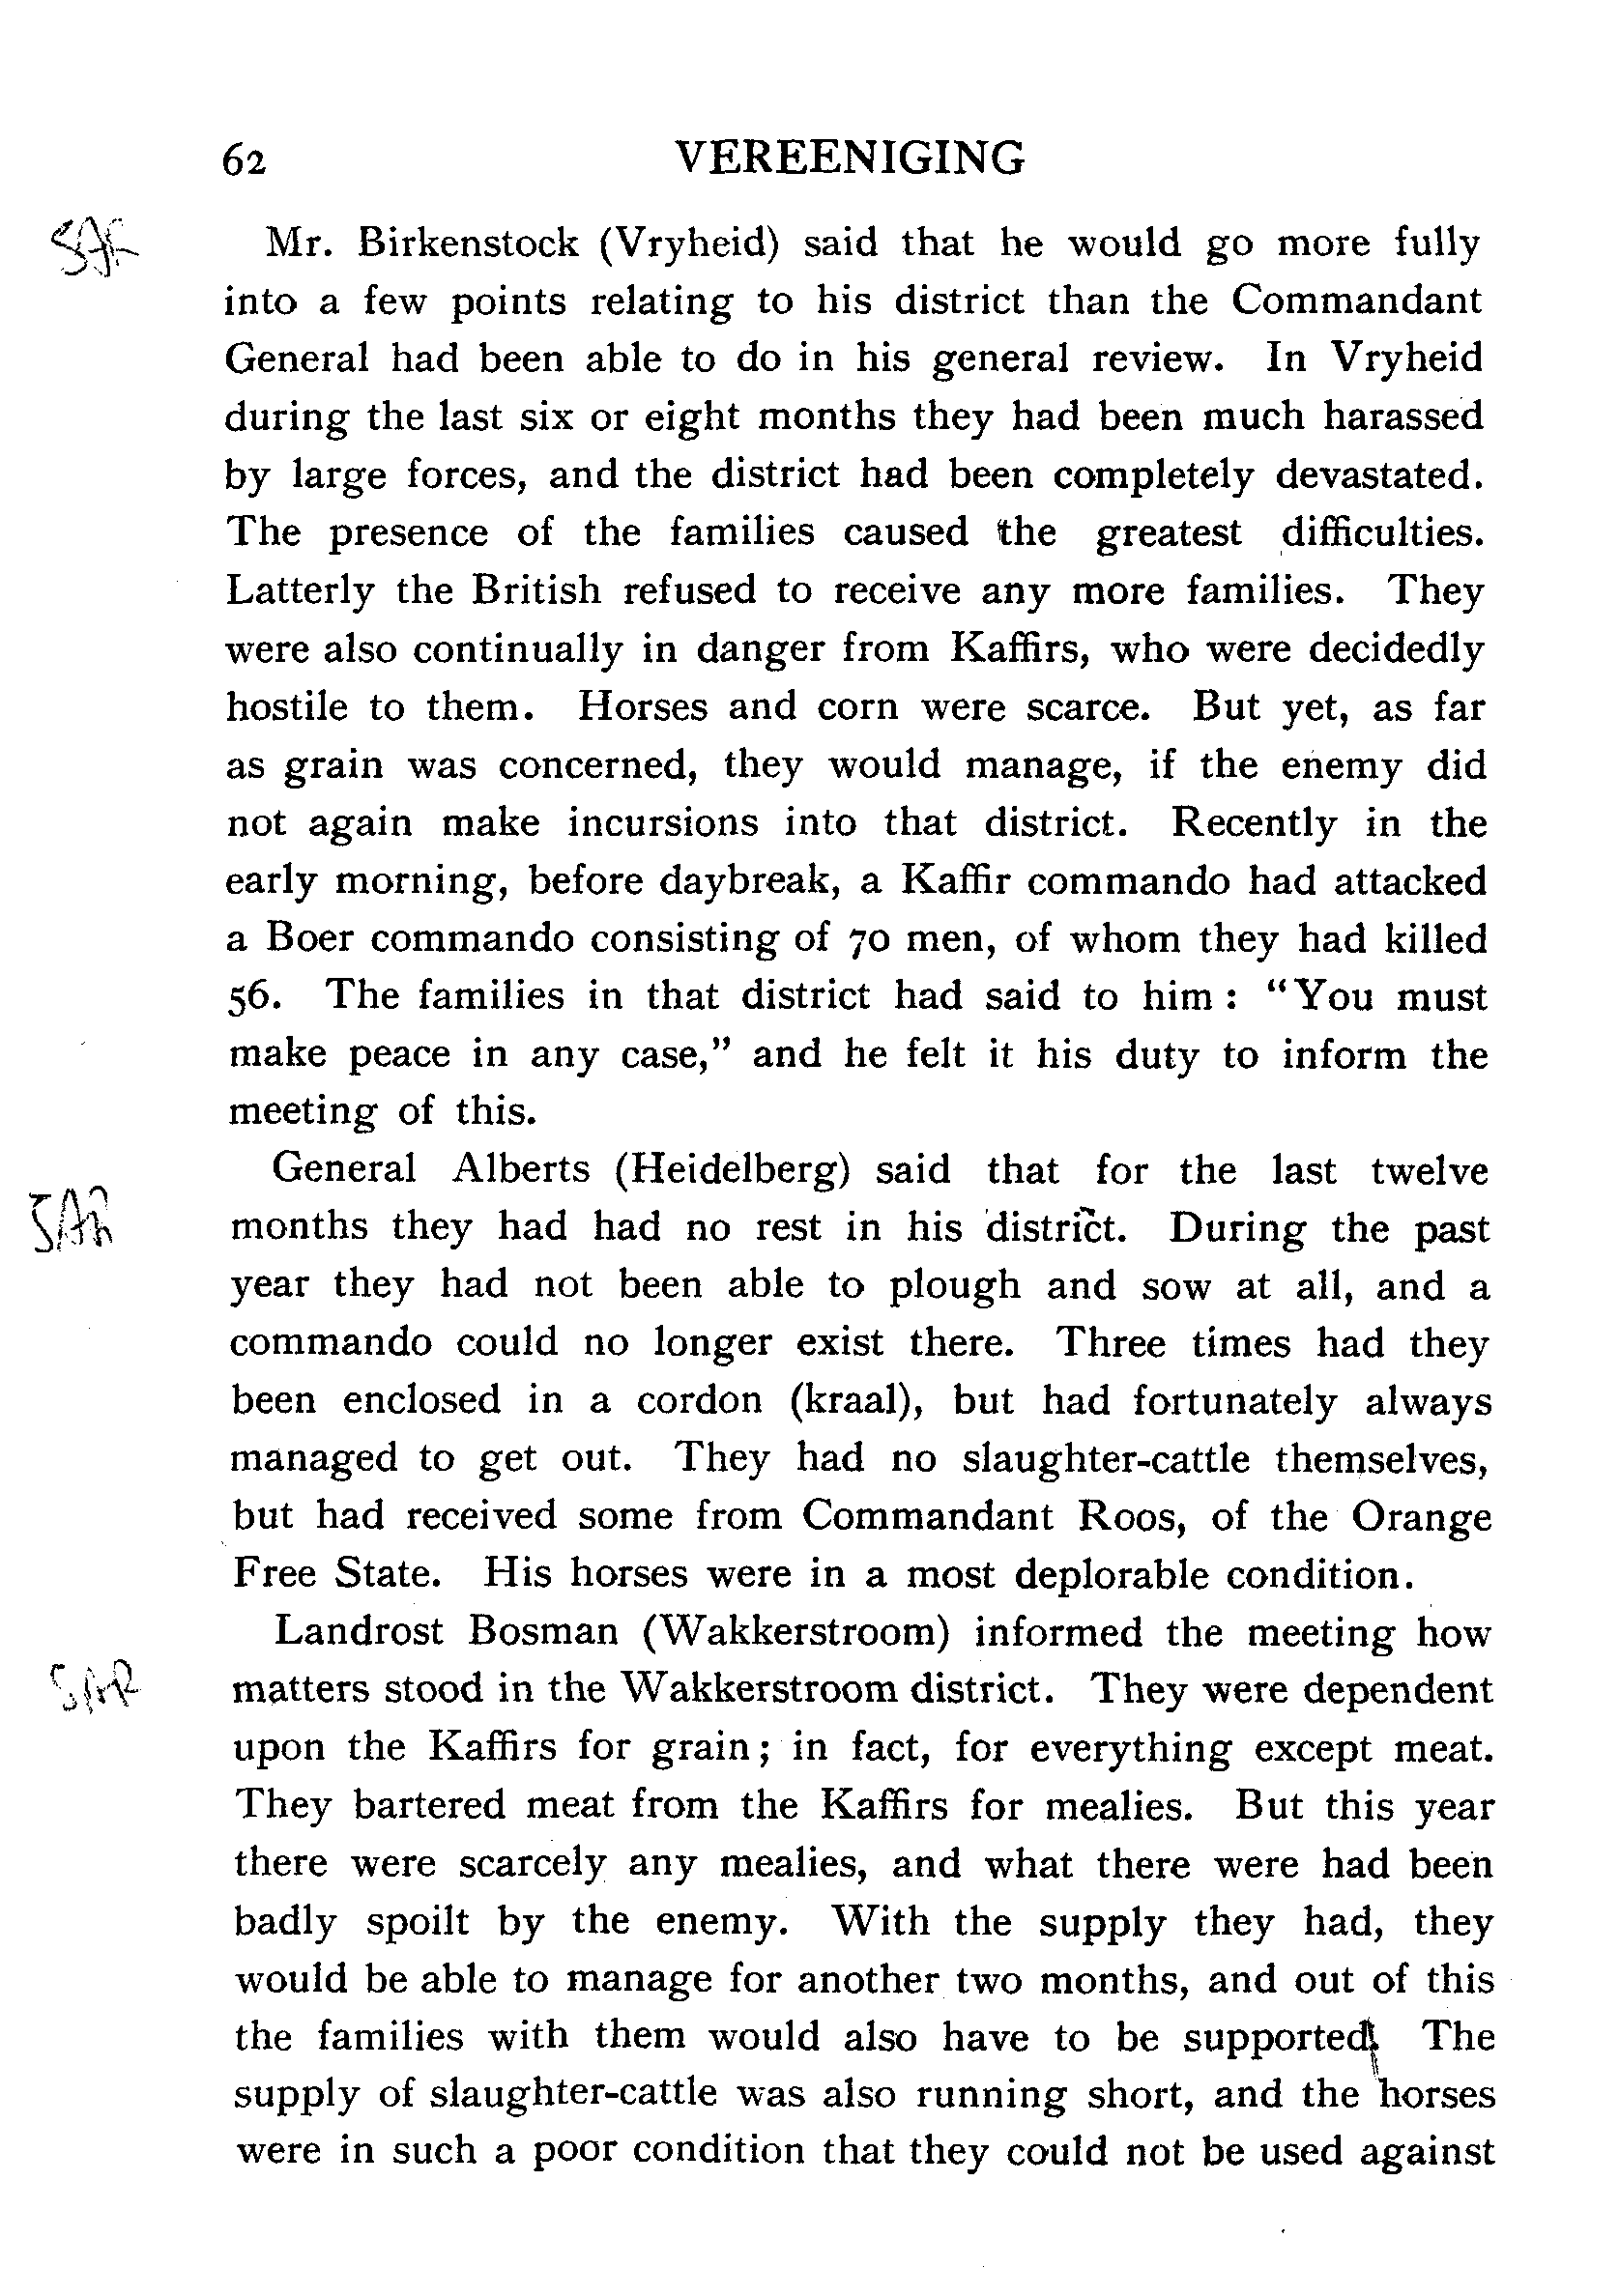 62 VEREENIGING
SAR Mr. Birkenstock (Vryheid) said that he would go more fully
into a few points relating to his district than the Commandant
General had been able to do in his general review. In Vryheid
during the last six or eight months they had been much harassed
by large forces, and the district had been completely devastated.
The presence of the families caused the greatest difficulties.
Latterly the British refused to receive any more families. They
were also continually in danger from Kaffirs, who were decidedly
hostile to them. Horses and corn were scarce. But yet, as far
as grain was concerned, they would manage, if the enemy did
not again make incursions into that district. Recently in the
early morning, before daybreak, a Kaffir commando had attacked
a Boer commando consisting of 70 men, of whom they had killed
56. The families in that district had said to him : “You must
make peace in any case,” and he felt it his duty to inform the
meeting of this.
General Alberts (Heidelberg) said that for the last twelve
SAR months they had had no rest in his district. During the past
year they had not been able to plough and sow at all, and a
commando could no longer exist there. Three times had they
been enclosed in a cordon (kraal), but had fortunately always
managed to get out. They had no slaughter-cattle themselves,
but had received some from Commandant Roos, of the Orange
Free State. His horses were in a most deplorable condition.
Landrost Bosman (Wakkerstroom) informed the meeting how
SAR matters stood in the Wakkerstroom district. They were dependent
upon the Kaffirs for grain; in fact, for everything except meat.
They bartered meat from the Kaffirs for mealies. But this year
there were scarcely any mealies, and what there were had been
badly spoilt by the enemy. With the supply they had, they
would be able to manage for another two months, and out of this
the families with them would also have to be supported. The
supply of slaughter-cattle was also running short, and the horses
were in such a poor condition that they could not be used against